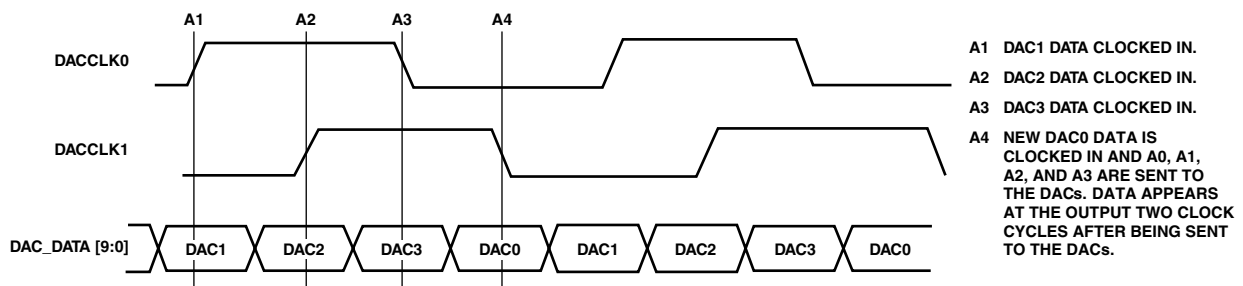 A1 A2 A3 A4
DACCLK0
DACCLK1
DAC_DATA [9:0] DAC1 DAC2 DAC3 DAC0 DAC1 DAC2 DAC3 DAC0
A1 DAC1 DATA CLOCKED IN.
A2 DAC2 DATA CLOCKED IN.
A3 DAC3 DATA CLOCKED IN.
A4 NEW DAC0 DATA IS
CLOCKED IN AND A0, A1,
A2, AND A3 ARE SENT TO
THE DACs. DATA APPEARS
AT THE OUTPUT TWO CLOCK
CYCLES AFTER BEING SENT
TO THE DACs.